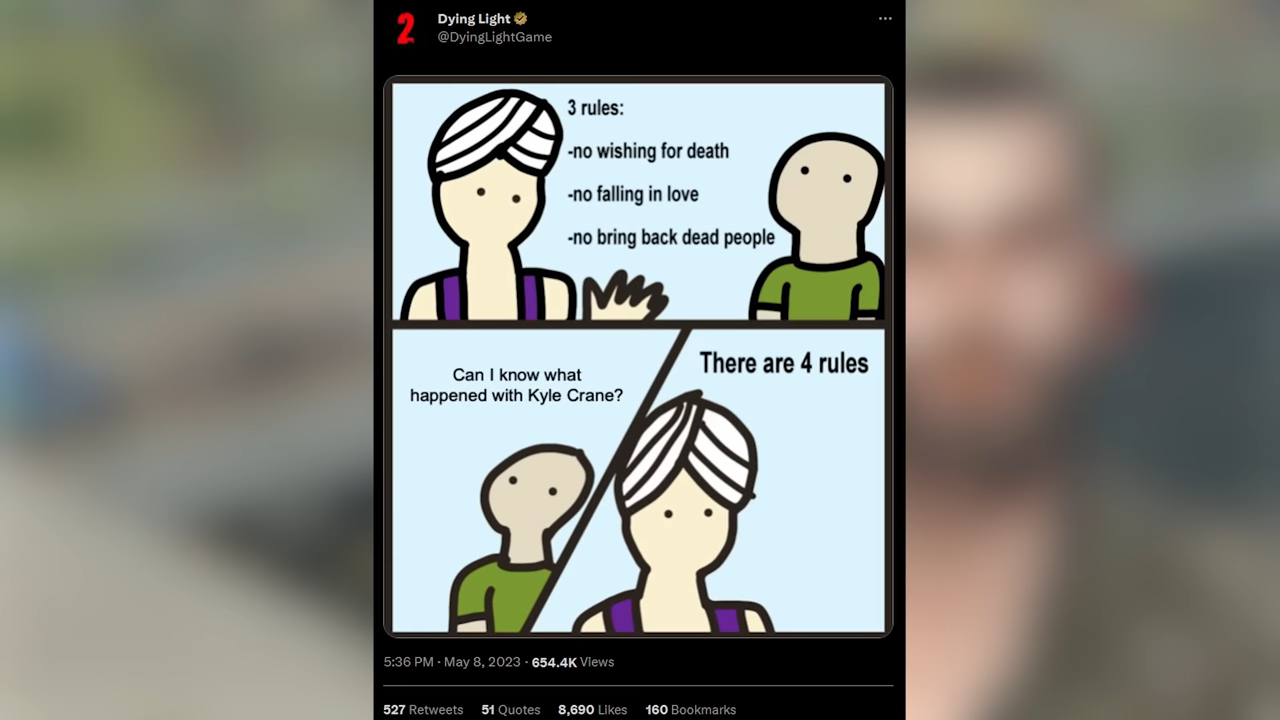 2
Dying Light
@DyingLightGame
3 rules:
-no wishing for death
-no falling in love
-no bring back dead people
Can I know what
happened with Kyle Crane?
There are 4 rules
5:36 PM · May 8, 2023 · 654.4K Views
527 Retweets 51 Quotes 8,690 Likes 160 Bookmarks